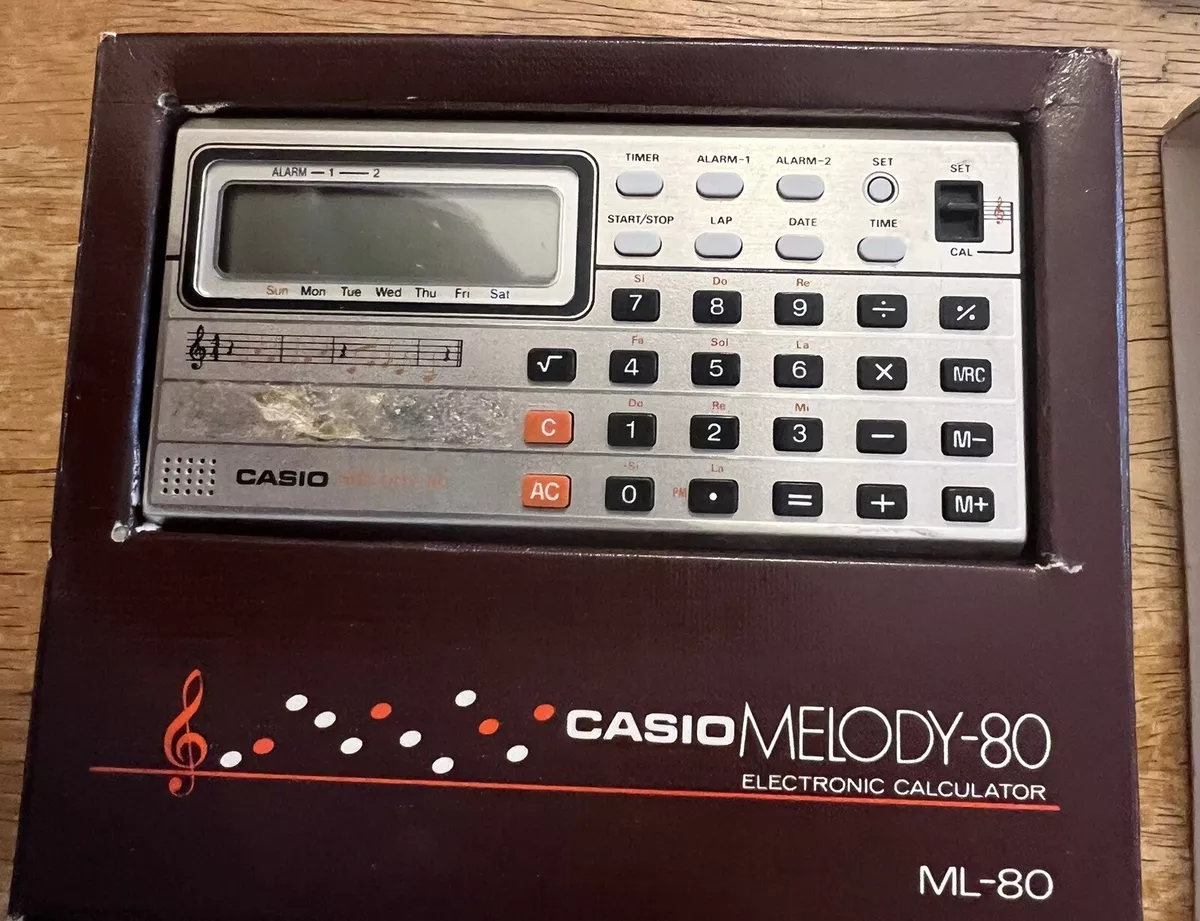 ALARM — 1 — 2
TIMER ALARM-1 ALARM-2 SET
SET
START/STOP LAP DATE TIME
CAL
Sun Mon Tue Wed Thu Fri Sat
Si Do Re
7 8 9 ÷ %
Fa Sol La
√ 4 5 6 × MRC
Do Re Mi
C 1 2 3 − M−
Si La
CASIO MELODY-80
AC 0 • = + M+
CASIO MELODY-80
ELECTRONIC CALCULATOR
ML-80